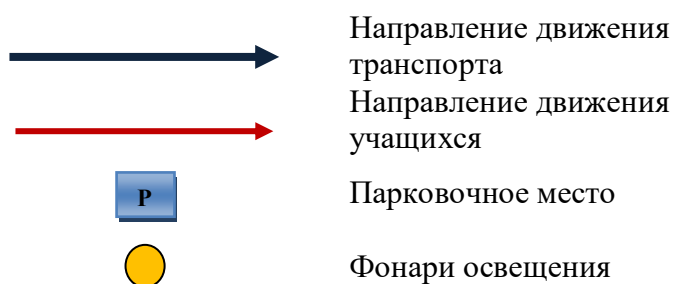 Направление движения
транспорта
Направление движения
учащихся
Р
Парковочное место
Фонари освещения